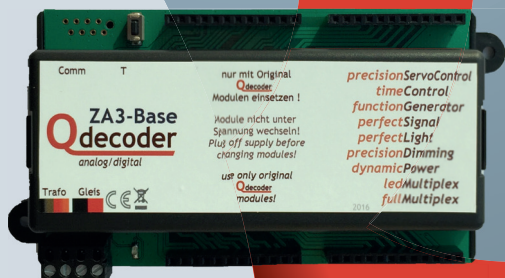 Comm T
ZA3-Base
Qdecoder
analog/digital
Trafo Gleis
CE
nur mit Original
Qdecoder
Modulen einsetzen !
Module nicht unter
Spannung wechseln!
Plug off supply before
changing modules!
use only original
Qdecoder
modules!
precisionServoControl
timeControl
functionGenerator
perfectSignal
perfectLight
precisionDimming
dynamicPower
ledMultiplex
fullMultiplex
2016